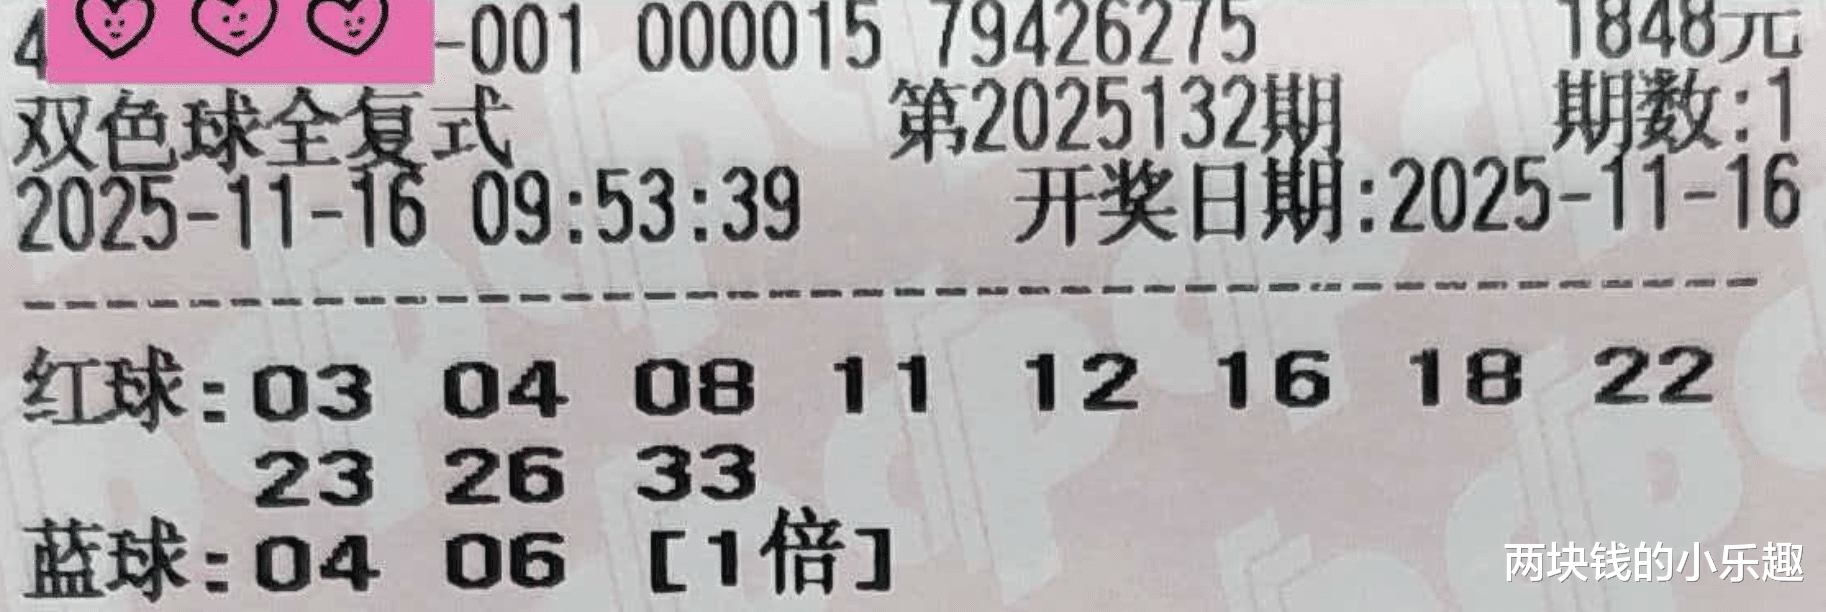 4 -001 000015 79426275 1848元
双色球全复式 第2025132期 期数:1
2025-11-16 09:53:39 开奖日期:2025-11-16
红球:03 04 08 11 12 16 18 22
23 26 33
蓝球:04 06 [1倍]
两块钱的小乐趣